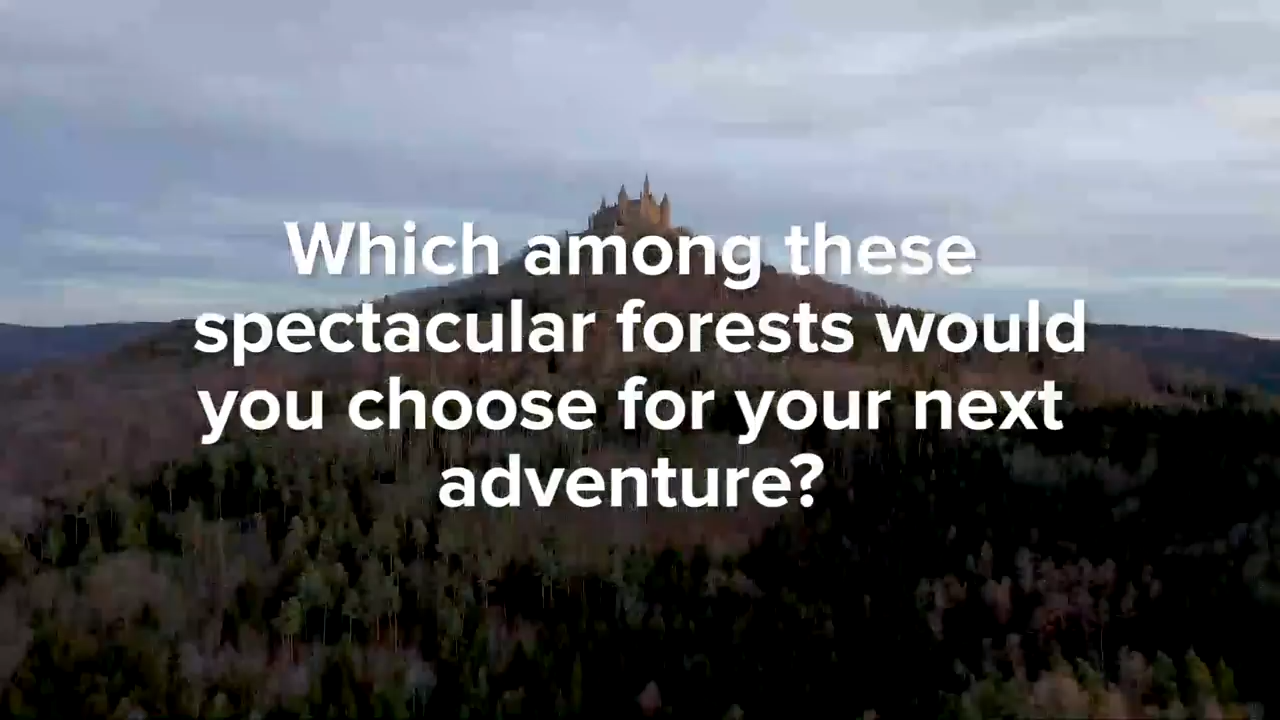 Which among these
spectacular forests would
you choose for your next
adventure?